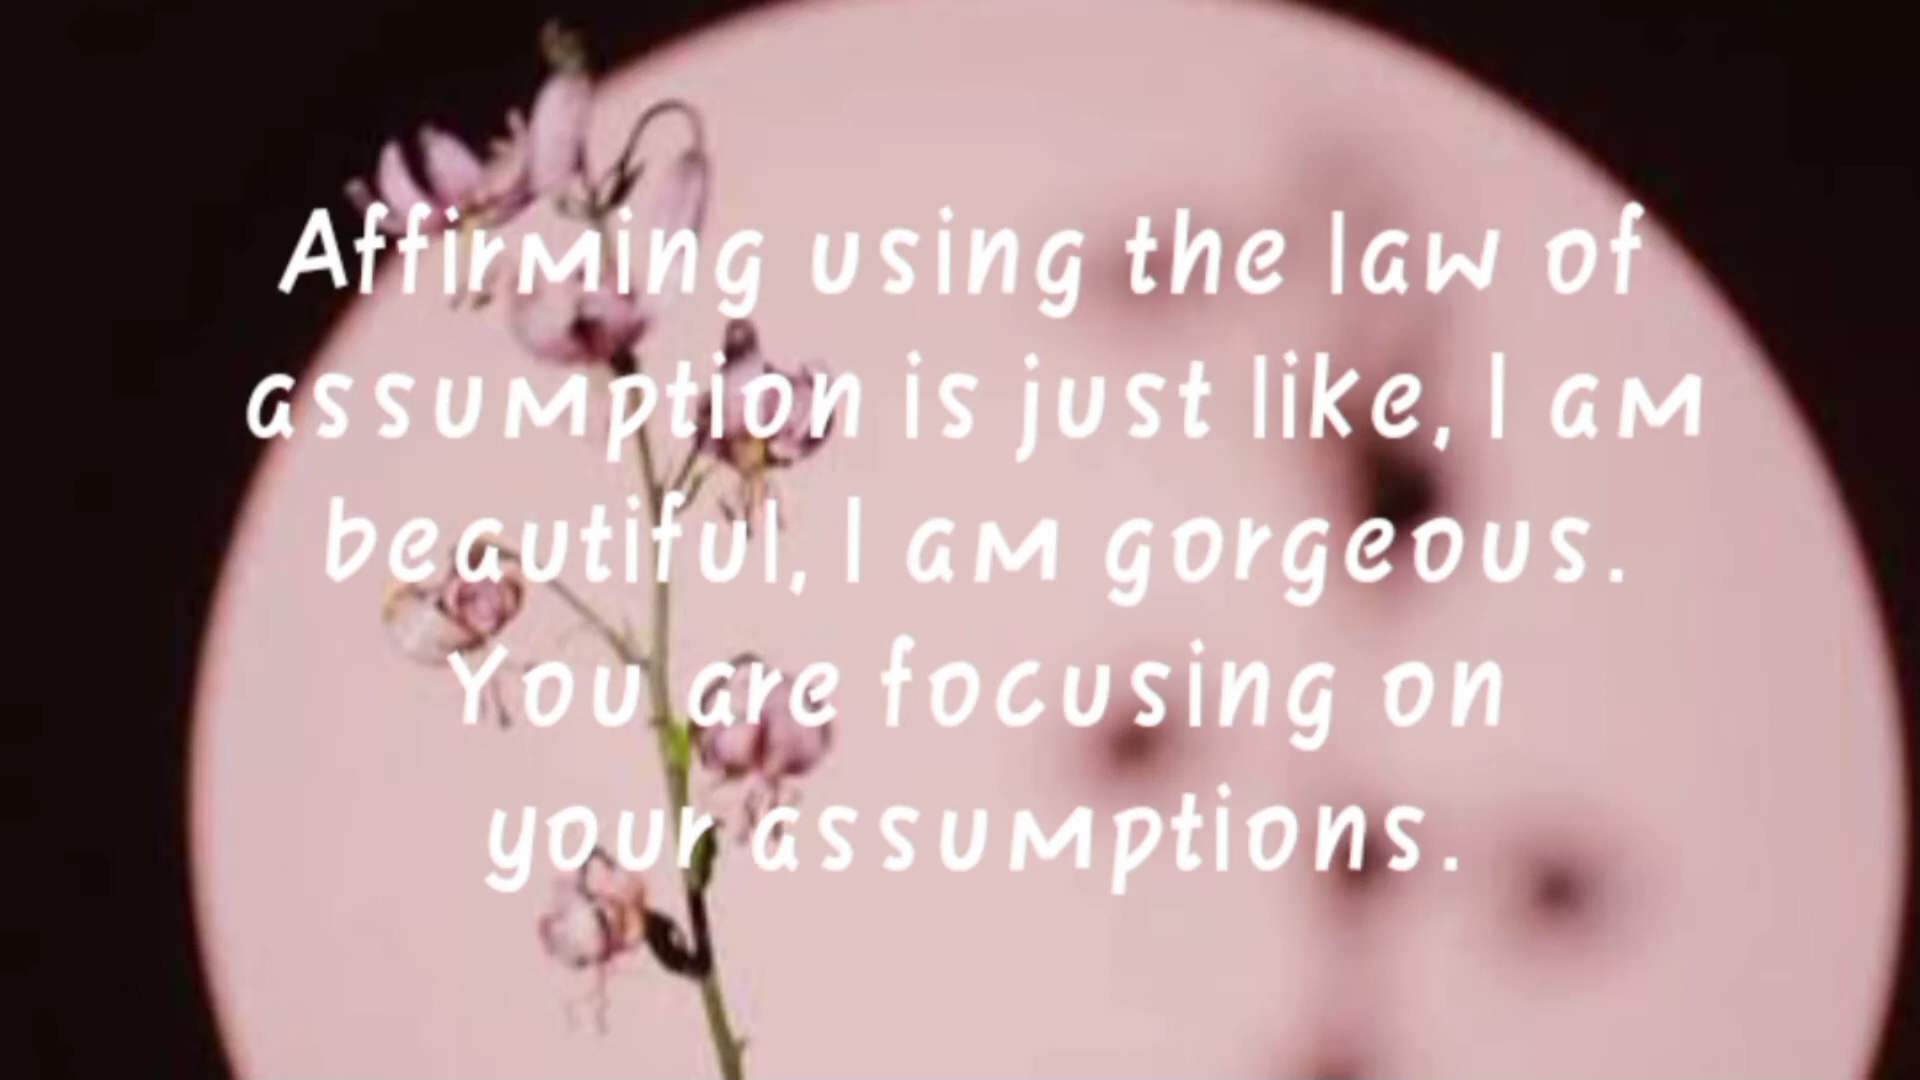 Affirming using the law of
assumption is just like, I am
beautiful, I am gorgeous.
You are focusing on
your assumptions.